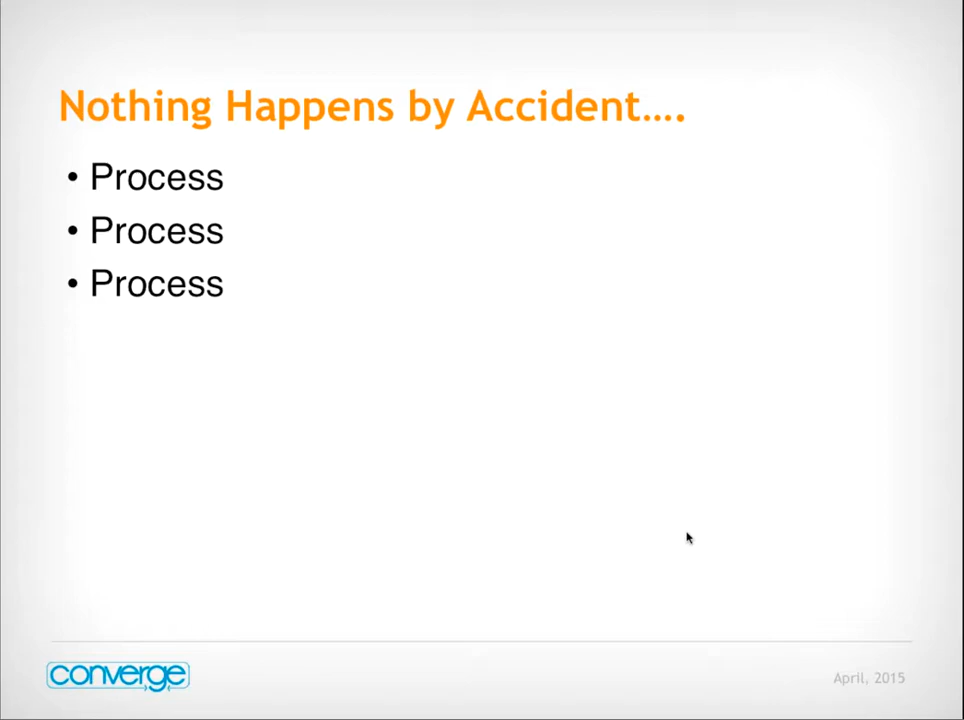 Nothing Happens by Accident....
• Process
• Process
• Process
converge
April, 2015